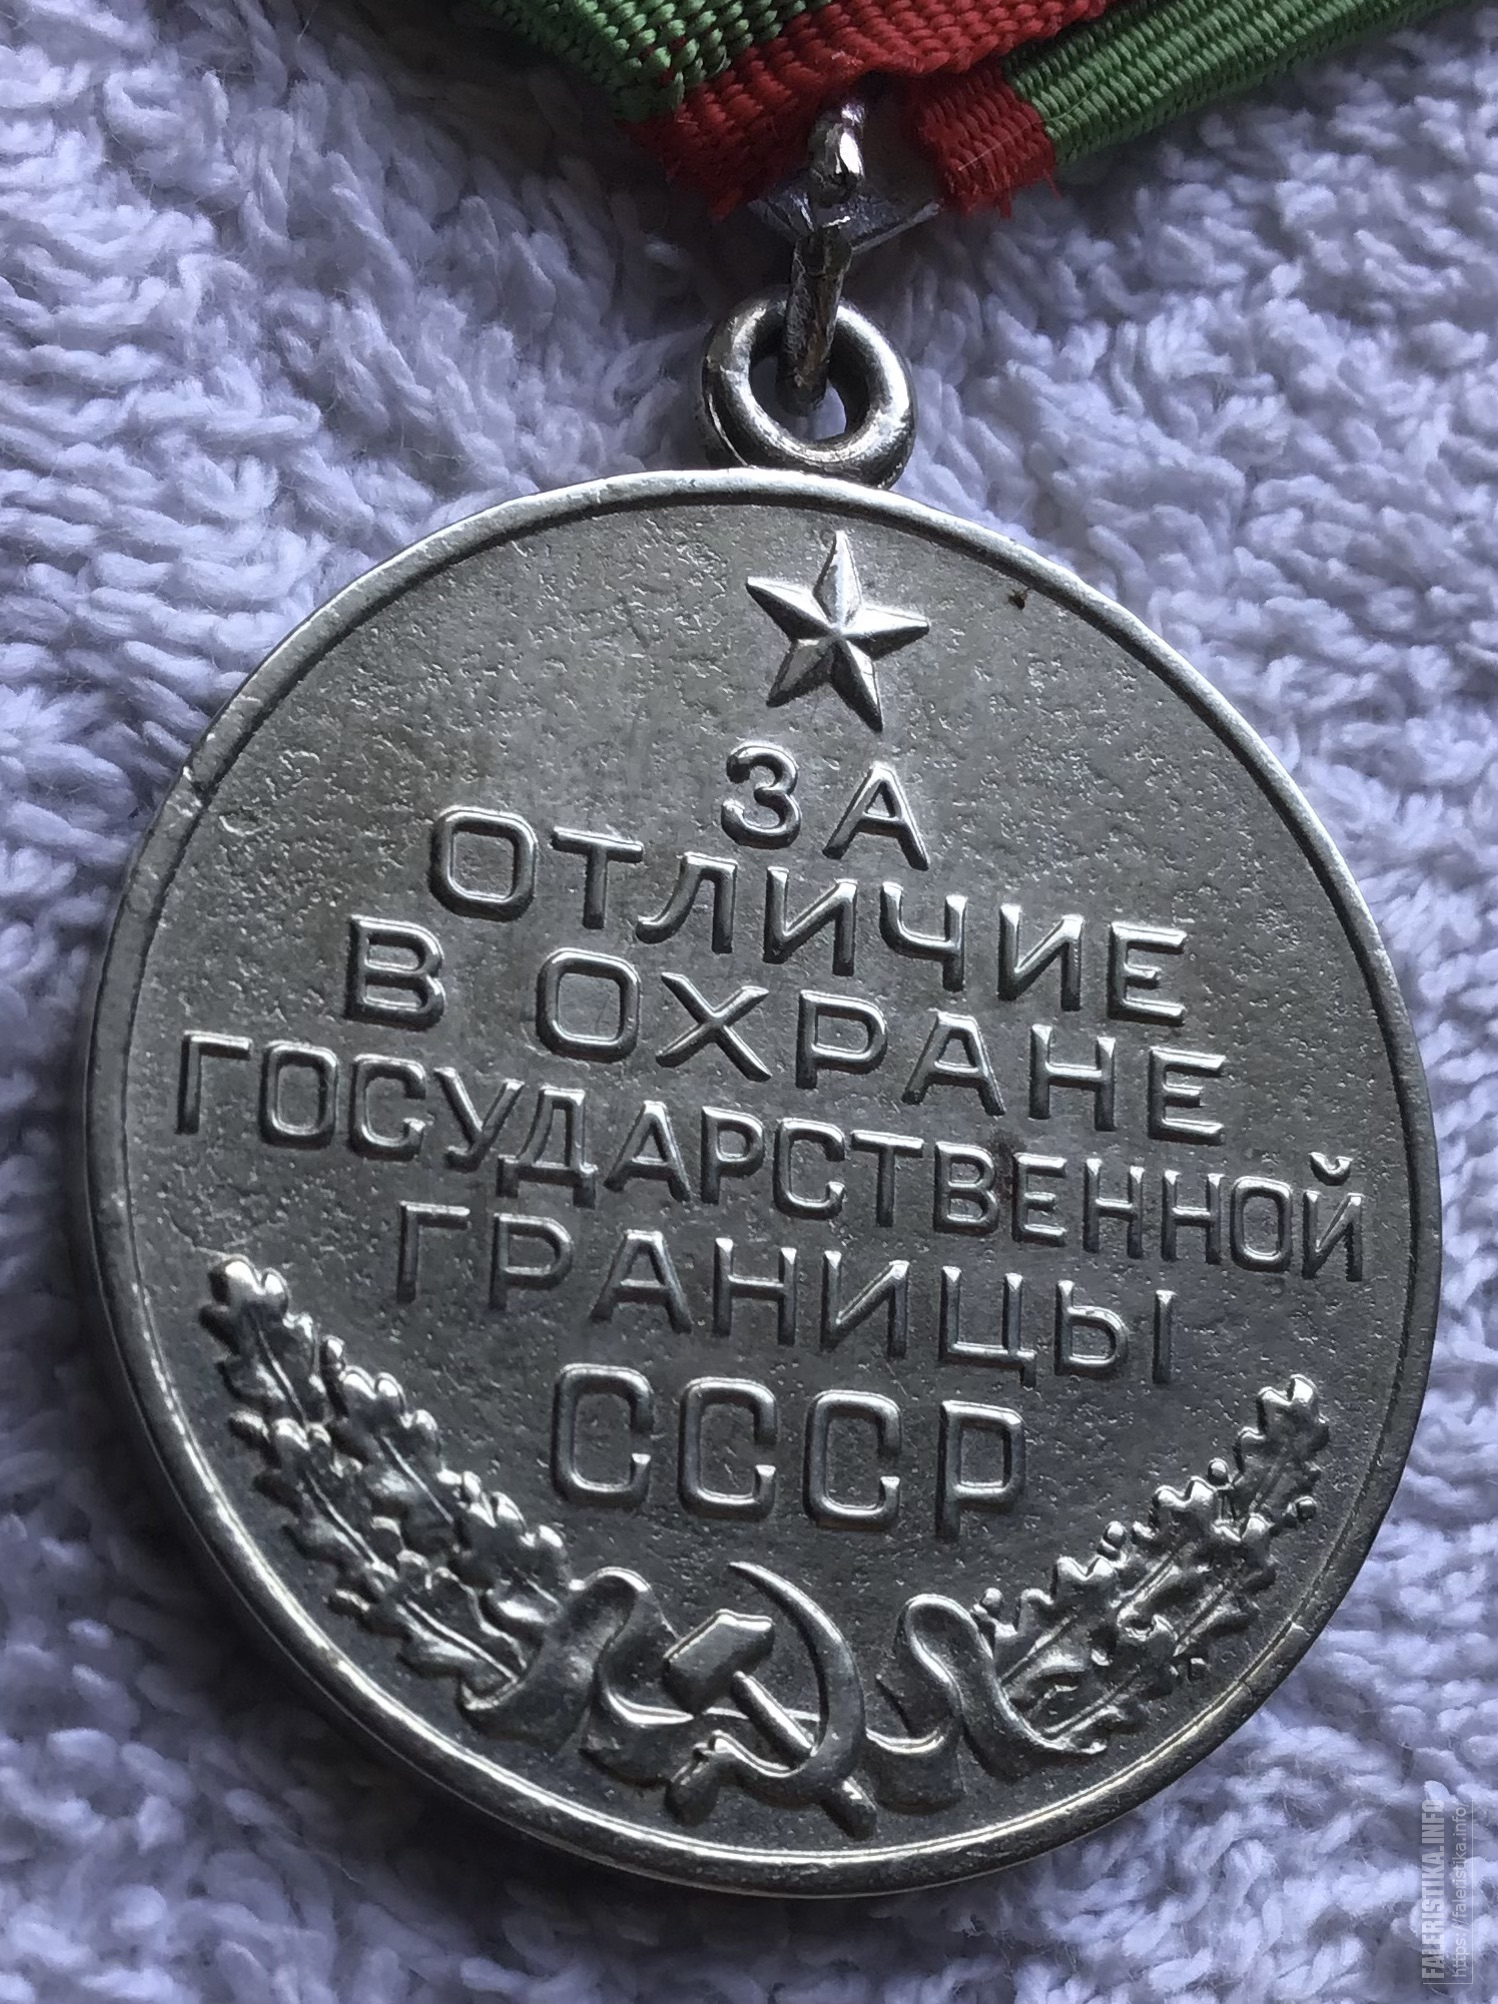 ЗА
ОТЛИЧИЕ
В ОХРАНЕ
ГОСУДАРСТВЕННОЙ
ГРАНИЦЫ
СССР
FALERISTIKA.INFO
https://faleristika.info